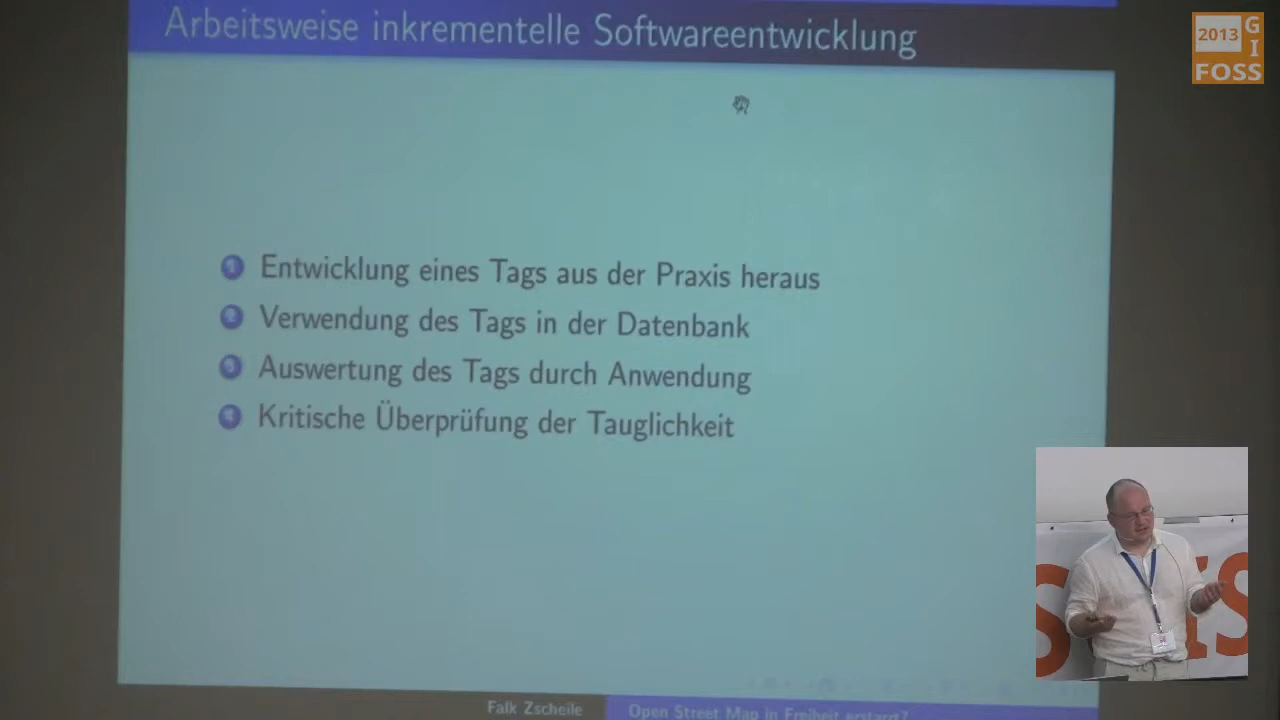 Arbeitsweise inkrementelle Softwareentwicklung
2013 G
I
FOSS
1 Entwicklung eines Tags aus der Praxis heraus
2 Verwendung des Tags in der Datenbank
3 Auswertung des Tags durch Anwendung
4 Kritische Überprüfung der Tauglichkeit
Falk Zscheile
Open Street Map in Freiheit erstarrt?